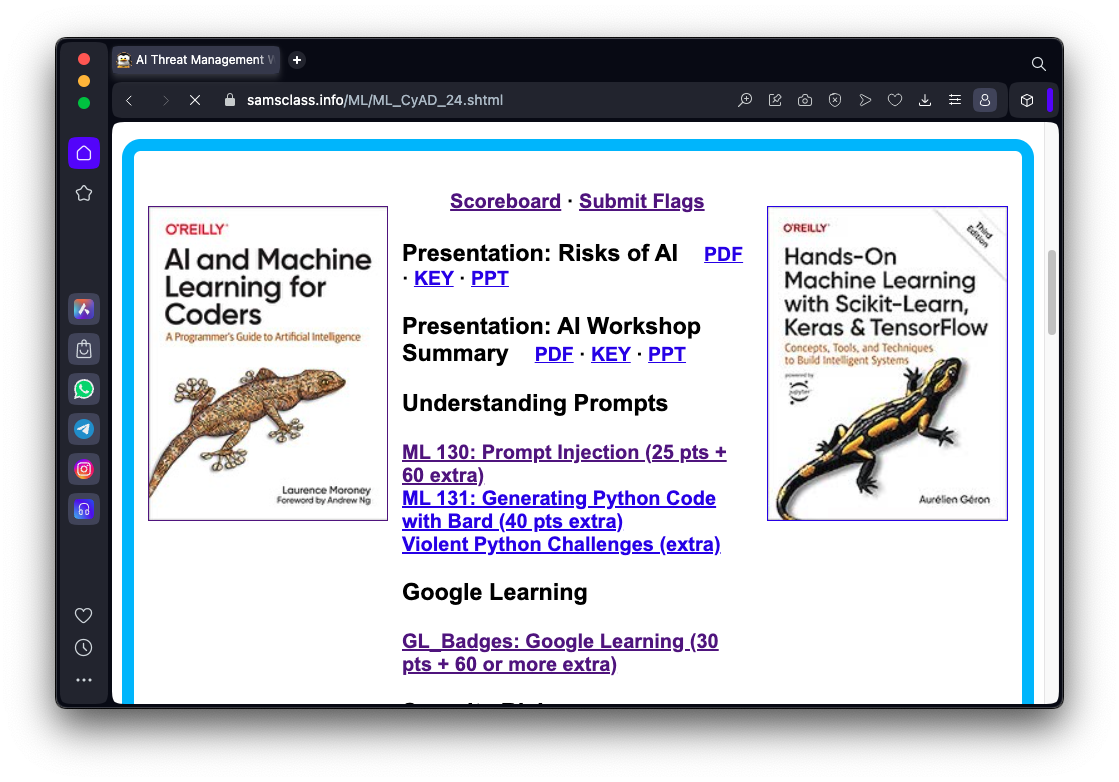 AI Threat Management W
samsclass.info/ML/ML_CyAD_24.shtml
Scoreboard · Submit Flags
O'REILLY®
AI and Machine
Learning for
Coders
A Programmer's Guide to Artificial Intelligence
Laurence Moroney
Foreword by Andrew Ng
Presentation: Risks of AI PDF
· KEY · PPT
Presentation: AI Workshop
Summary PDF · KEY · PPT
Understanding Prompts
ML 130: Prompt Injection (25 pts +
60 extra)
ML 131: Generating Python Code
with Bard (40 pts extra)
Violent Python Challenges (extra)
Google Learning
GL_Badges: Google Learning (30
pts + 60 or more extra)
O'REILLY®
Third
Edition
Hands-On
Machine Learning
with Scikit-Learn,
Keras & TensorFlow
Concepts, Tools, and Techniques
to Build Intelligent Systems
powered by
jupyter
Aurélien Géron